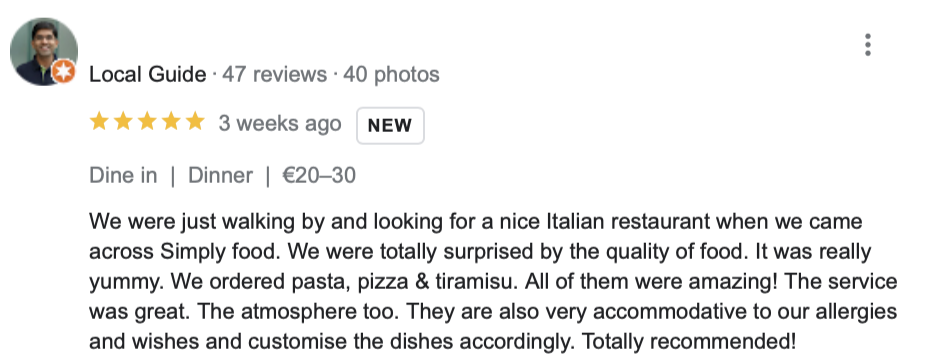 Local Guide · 47 reviews · 40 photos
3 weeks ago NEW
Dine in | Dinner | €20–30
We were just walking by and looking for a nice Italian restaurant when we came
across Simply food. We were totally surprised by the quality of food. It was really
yummy. We ordered pasta, pizza & tiramisu. All of them were amazing! The service
was great. The atmosphere too. They are also very accommodative to our allergies
and wishes and customise the dishes accordingly. Totally recommended!